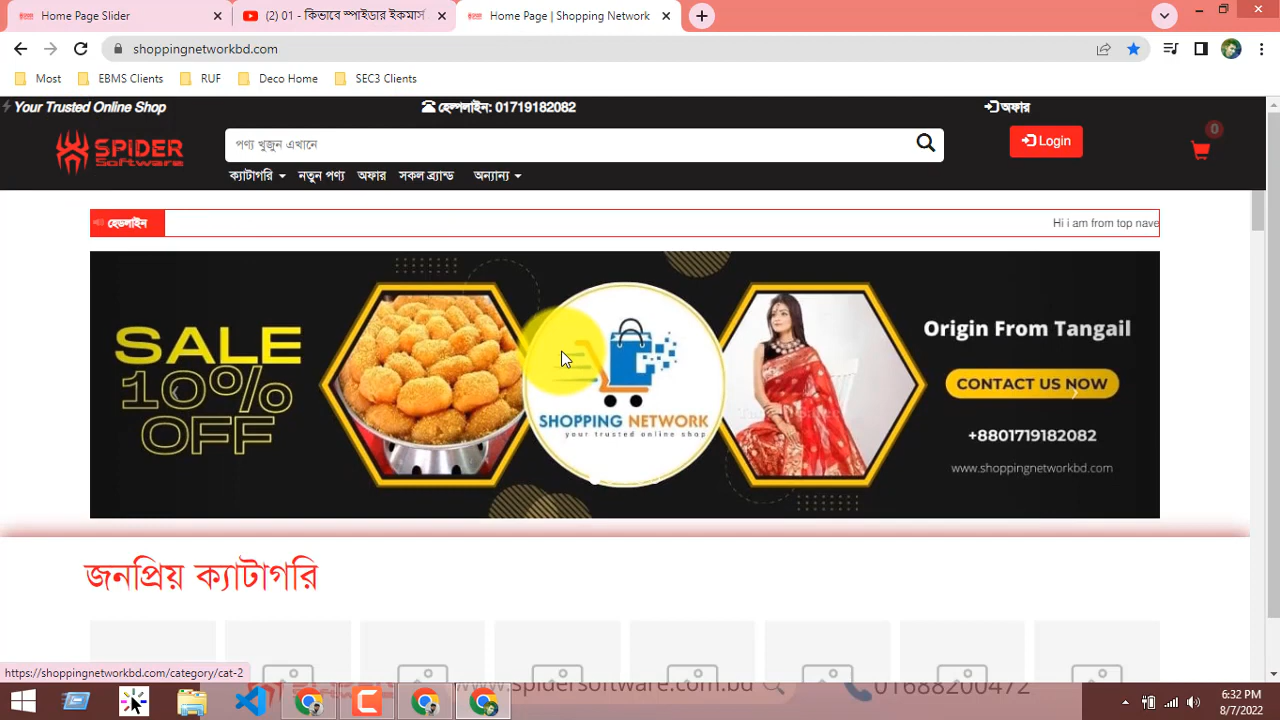 Home Page Slider
(2) 01 - কিভাবে স্পাইডার ইকমার্স
Home Page | Shopping Network
shoppingnetworkbd.com
Most
EBMS Clients
RUF
Deco Home
SEC3 Clients
Your Trusted Online Shop
হেল্পলাইন: 01719182082
অফার
SPIDER
Software
পণ্য খুজুন এখানে
Login
0
ক্যাটাগরি
নতুন পণ্য
অফার
সকল ব্র্যান্ড
অন্যান্য
হেডলাইন
Hi i am from top nave
SALE
10%
OFF
SHOPPING NETWORK
your trusted online shop
Origin From Tangail
CONTACT US NOW
+8801719182082
www.shoppingnetworkbd.com
জনপ্রিয় ক্যাটাগরি
https://shoppingnetworkbd.com/category/cat-2
www.spidersoftware.com.bd
01688200472
6:32 PM
8/7/2022